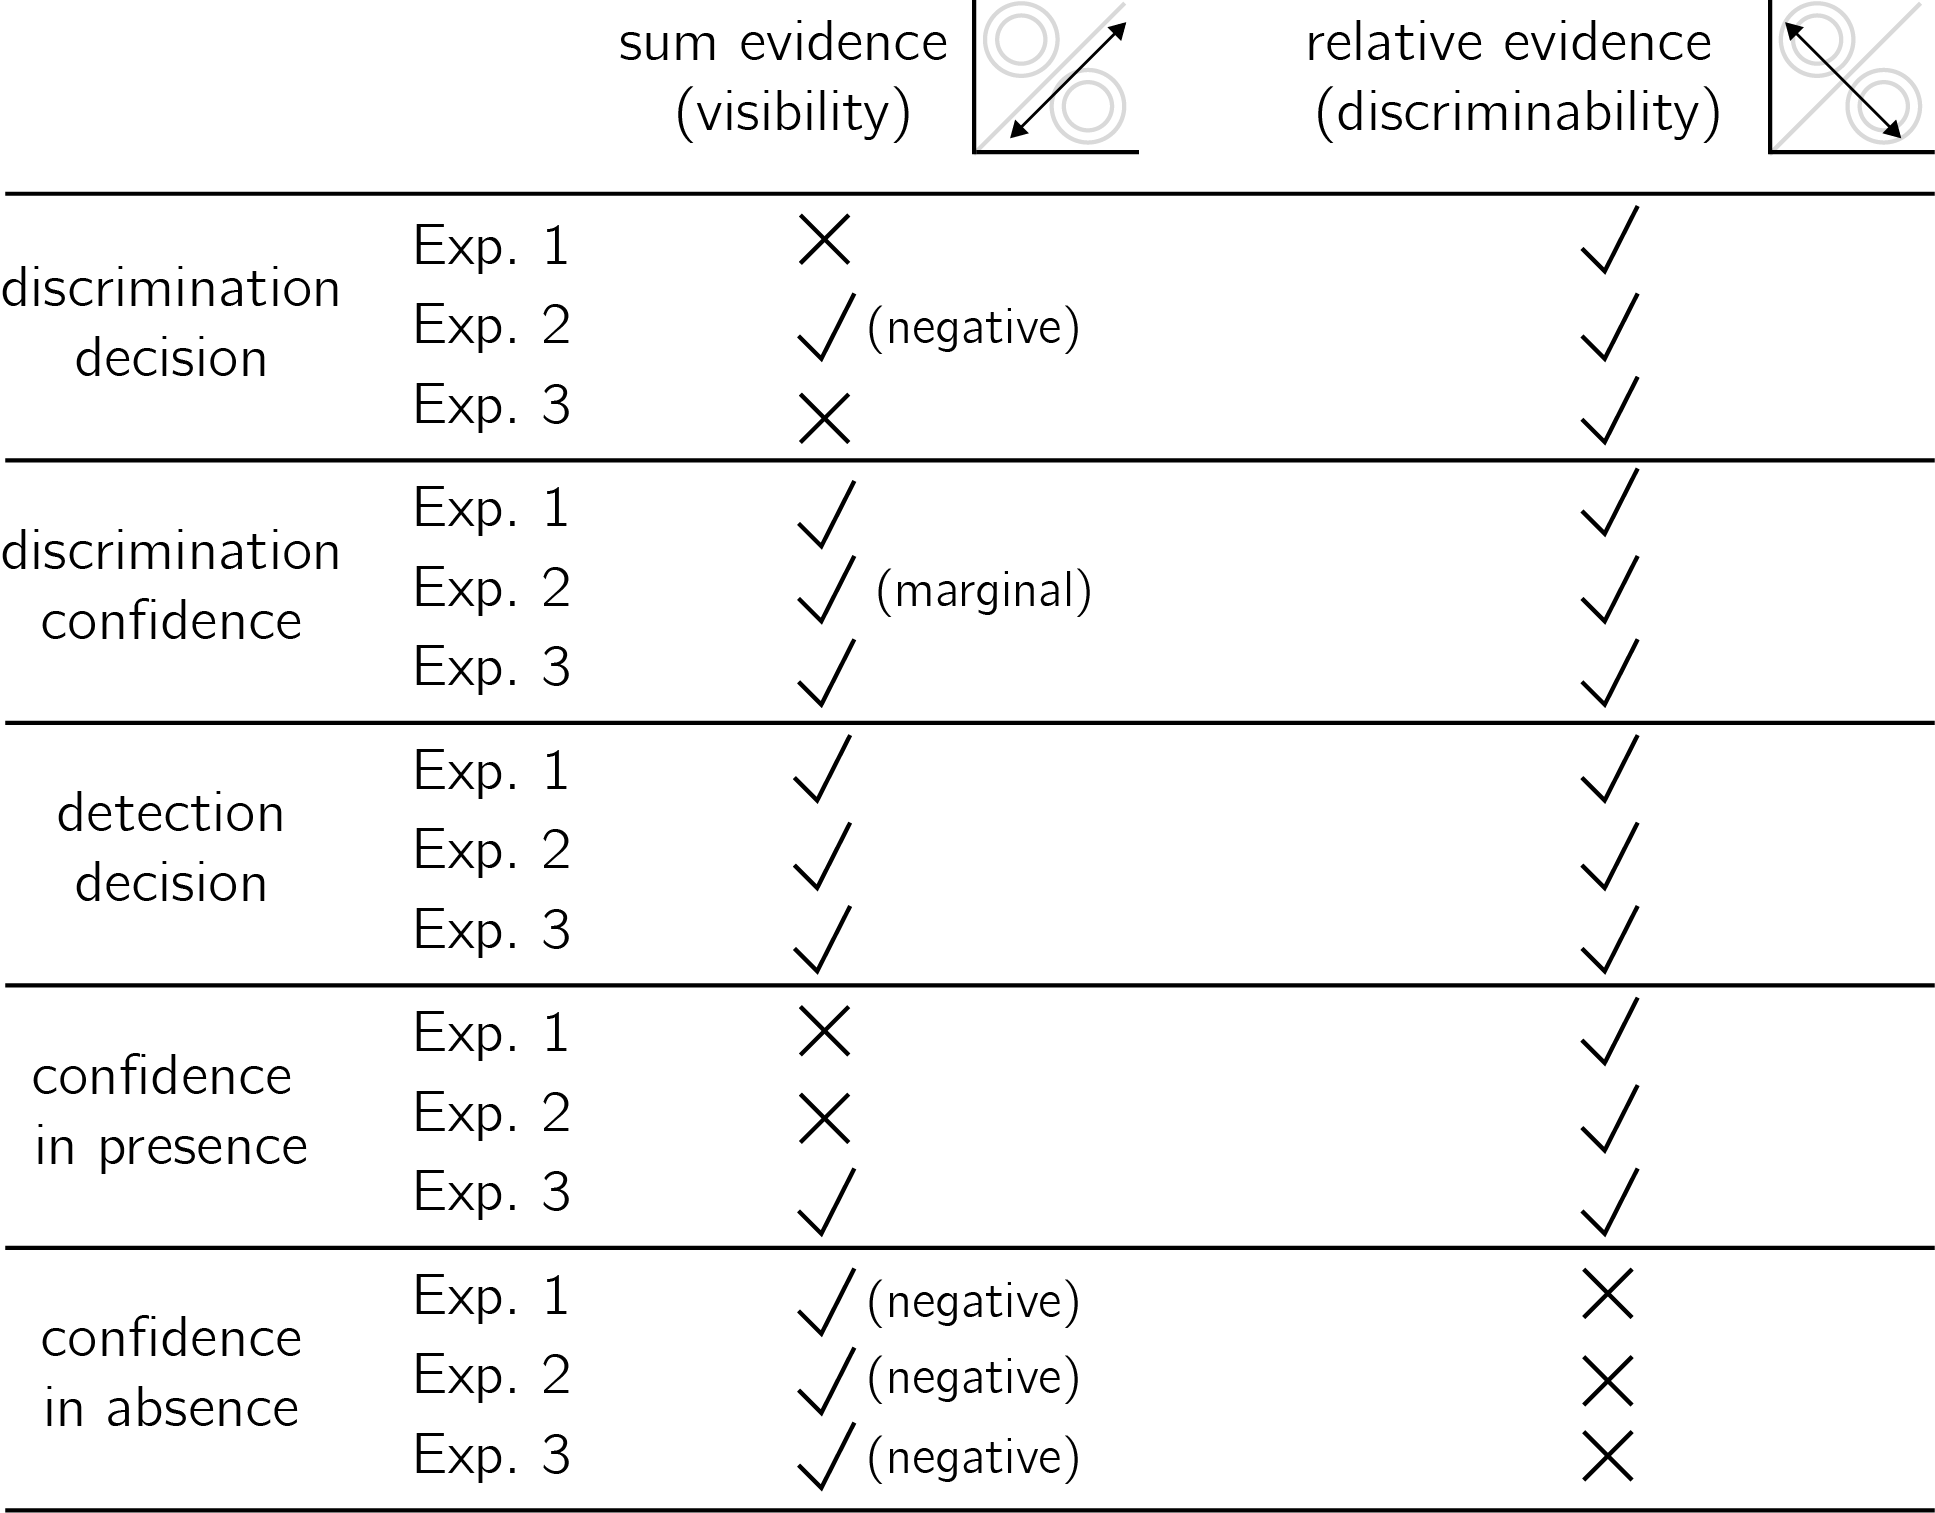 sum evidence
(visibility)
relative evidence
(discriminability)
discrimination
decision
Exp. 1
Exp. 2 (negative)
Exp. 3
discrimination
confidence
Exp. 1
Exp. 2 (marginal)
Exp. 3
detection
decision
Exp. 1
Exp. 2
Exp. 3
confidence
in presence
Exp. 1
Exp. 2
Exp. 3
confidence
in absence
Exp. 1 (negative)
Exp. 2 (negative)
Exp. 3 (negative)